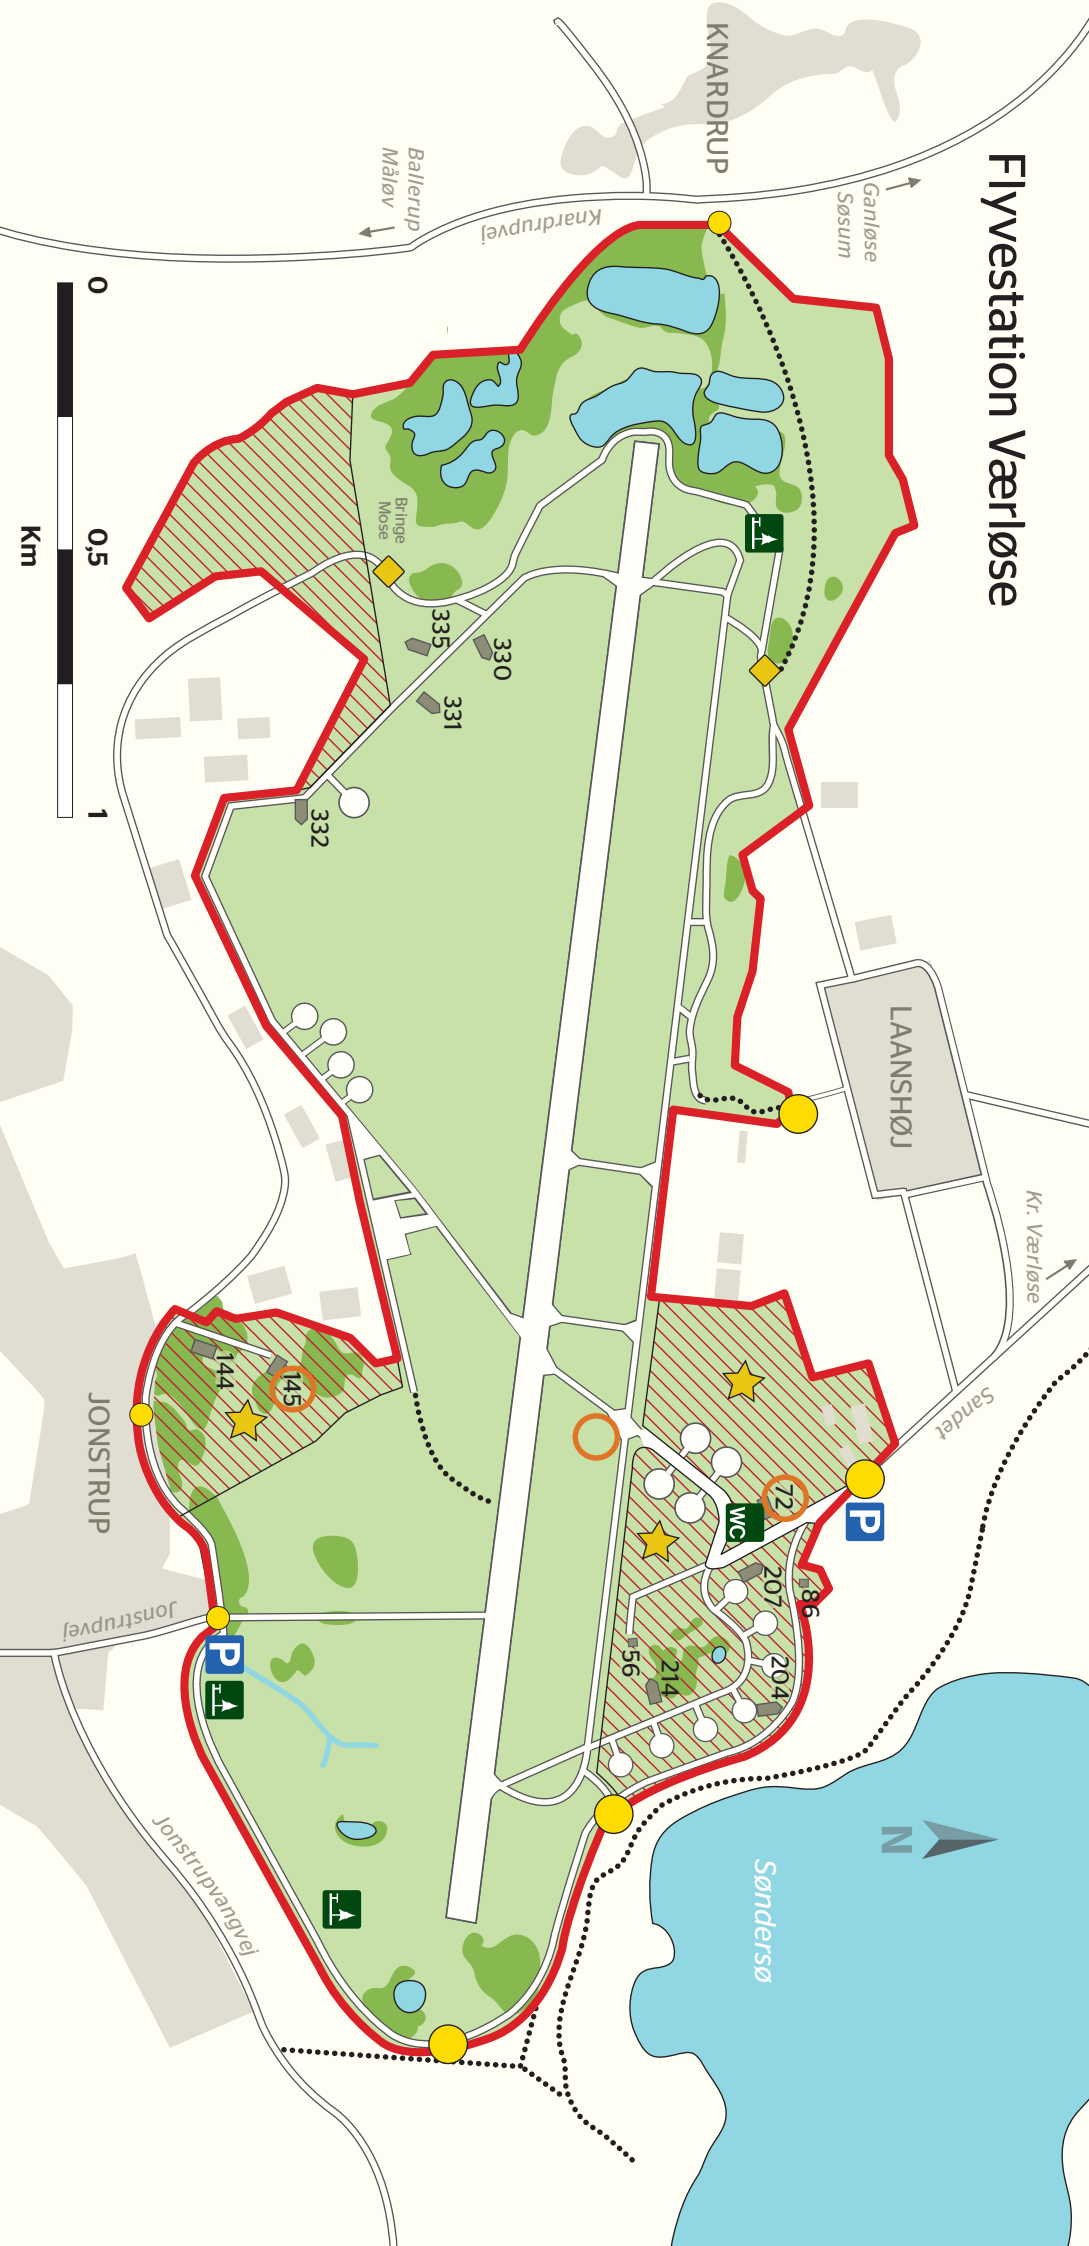 Flyvestation Værløse
KNARDRUP
Ganløse
Søsum
Ballerup
Måløv
Knardrupvej
Bringe
Mose
335
330
331
332
LAANSHØJ
Kr. Værløse
Sandet
72
WC
P
207
86
204
214
56
144
145
JONSTRUP
Jonstrupvej
P
Jonstrupvangvej
Søndersø
N
0
0,5
1
Km